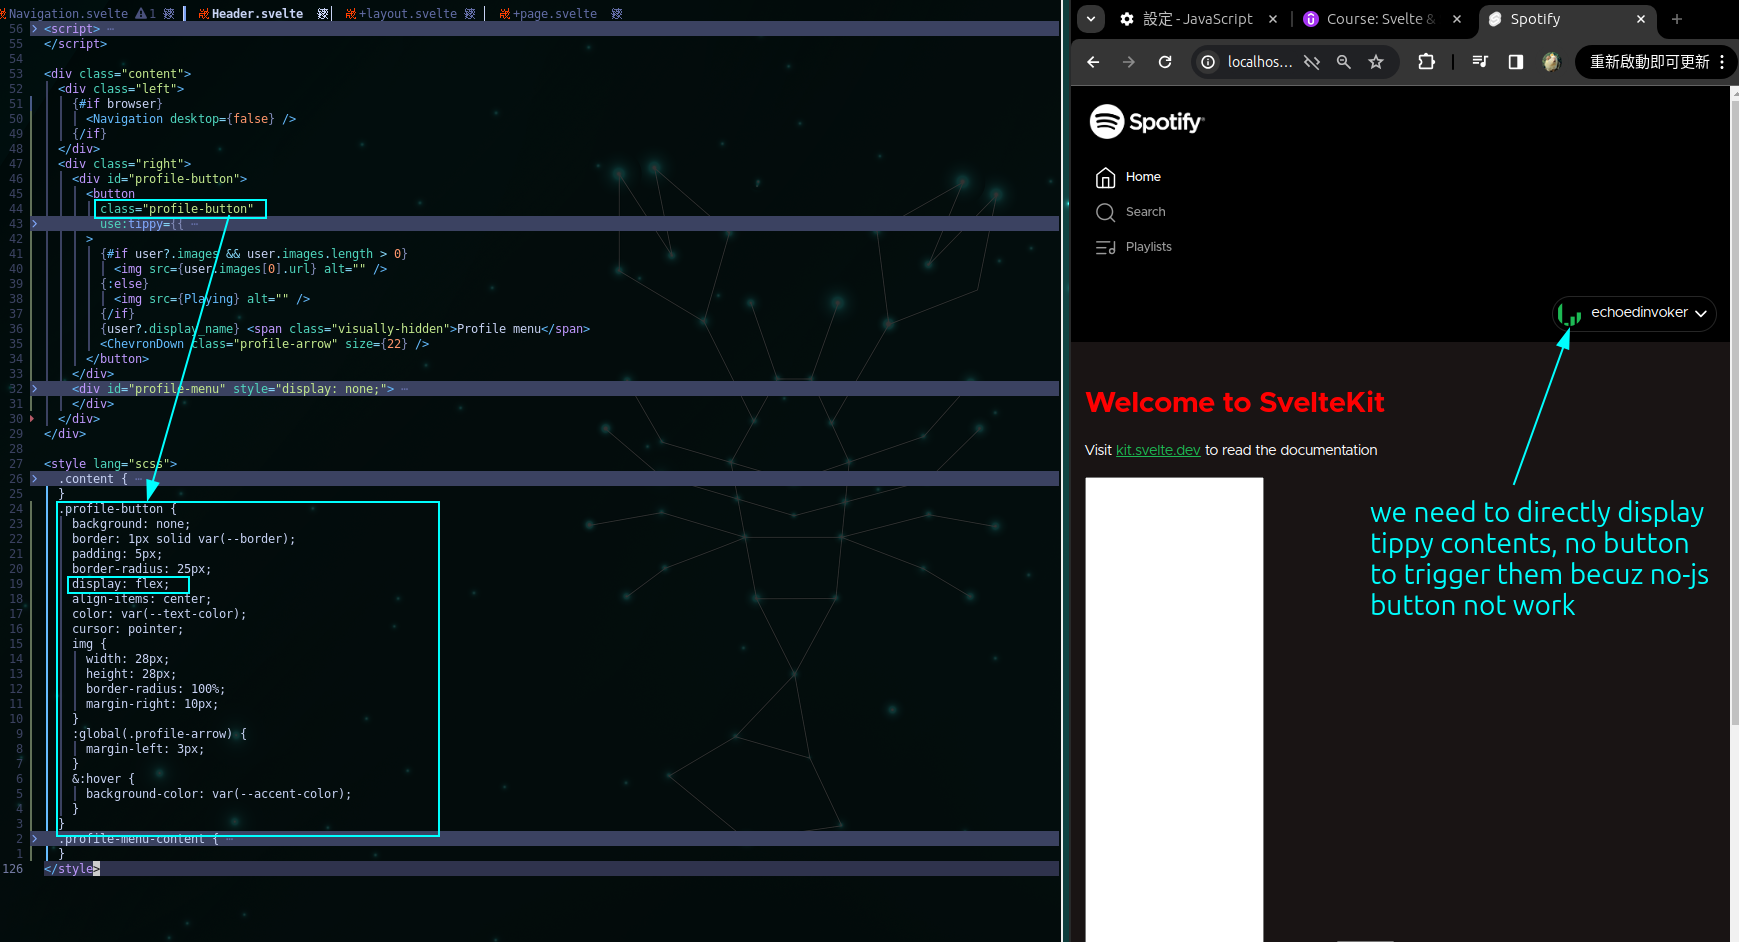 Navigation.svelte 1
Header.svelte
+layout.svelte
+page.svelte
56 <script> ⋯
55 </script>
54
53 <div class="content">
52 <div class="left">
51 {#if browser}
50 <Navigation desktop={false} />
49 {/if}
48 </div>
47 <div class="right">
46 <div id="profile-button">
45 <button
44 class="profile-button"
43 use:tippy={{ ⋯
42 >
41 {#if user?.images && user.images.length > 0}
40 <img src={user.images[0].url} alt="" />
39 {:else}
38 <img src={Playing} alt="" />
37 {/if}
36 {user?.display_name} <span class="visually-hidden">Profile menu</span>
35 <ChevronDown class="profile-arrow" size={22} />
34 </button>
33 </div>
32 <div id="profile-menu" style="display: none;"> ⋯
31 </div>
30 </div>
29 </div>
28
27 <style lang="scss">
26 .content { ⋯
25 }
24 .profile-button {
23 background: none;
22 border: 1px solid var(--border);
21 padding: 5px;
20 border-radius: 25px;
19 display: flex;
18 align-items: center;
17 color: var(--text-color);
16 cursor: pointer;
15 img {
14 width: 28px;
13 height: 28px;
12 border-radius: 100%;
11 margin-right: 10px;
10 }
9 :global(.profile-arrow) {
8 margin-left: 3px;
7 }
6 &:hover {
5 background-color: var(--accent-color);
4 }
3 }
2 .profile-menu-content { ⋯
1 }
126 </style>
設定 - JavaScript
Course: Svelte &
Spotify
localhos...
重新啟動即可更新
Spotify
Home
Search
Playlists
echoedinvoker
Welcome to SvelteKit
Visit kit.svelte.dev to read the documentation
we need to directly display
tippy contents, no button
to trigger them becuz no-js
button not work